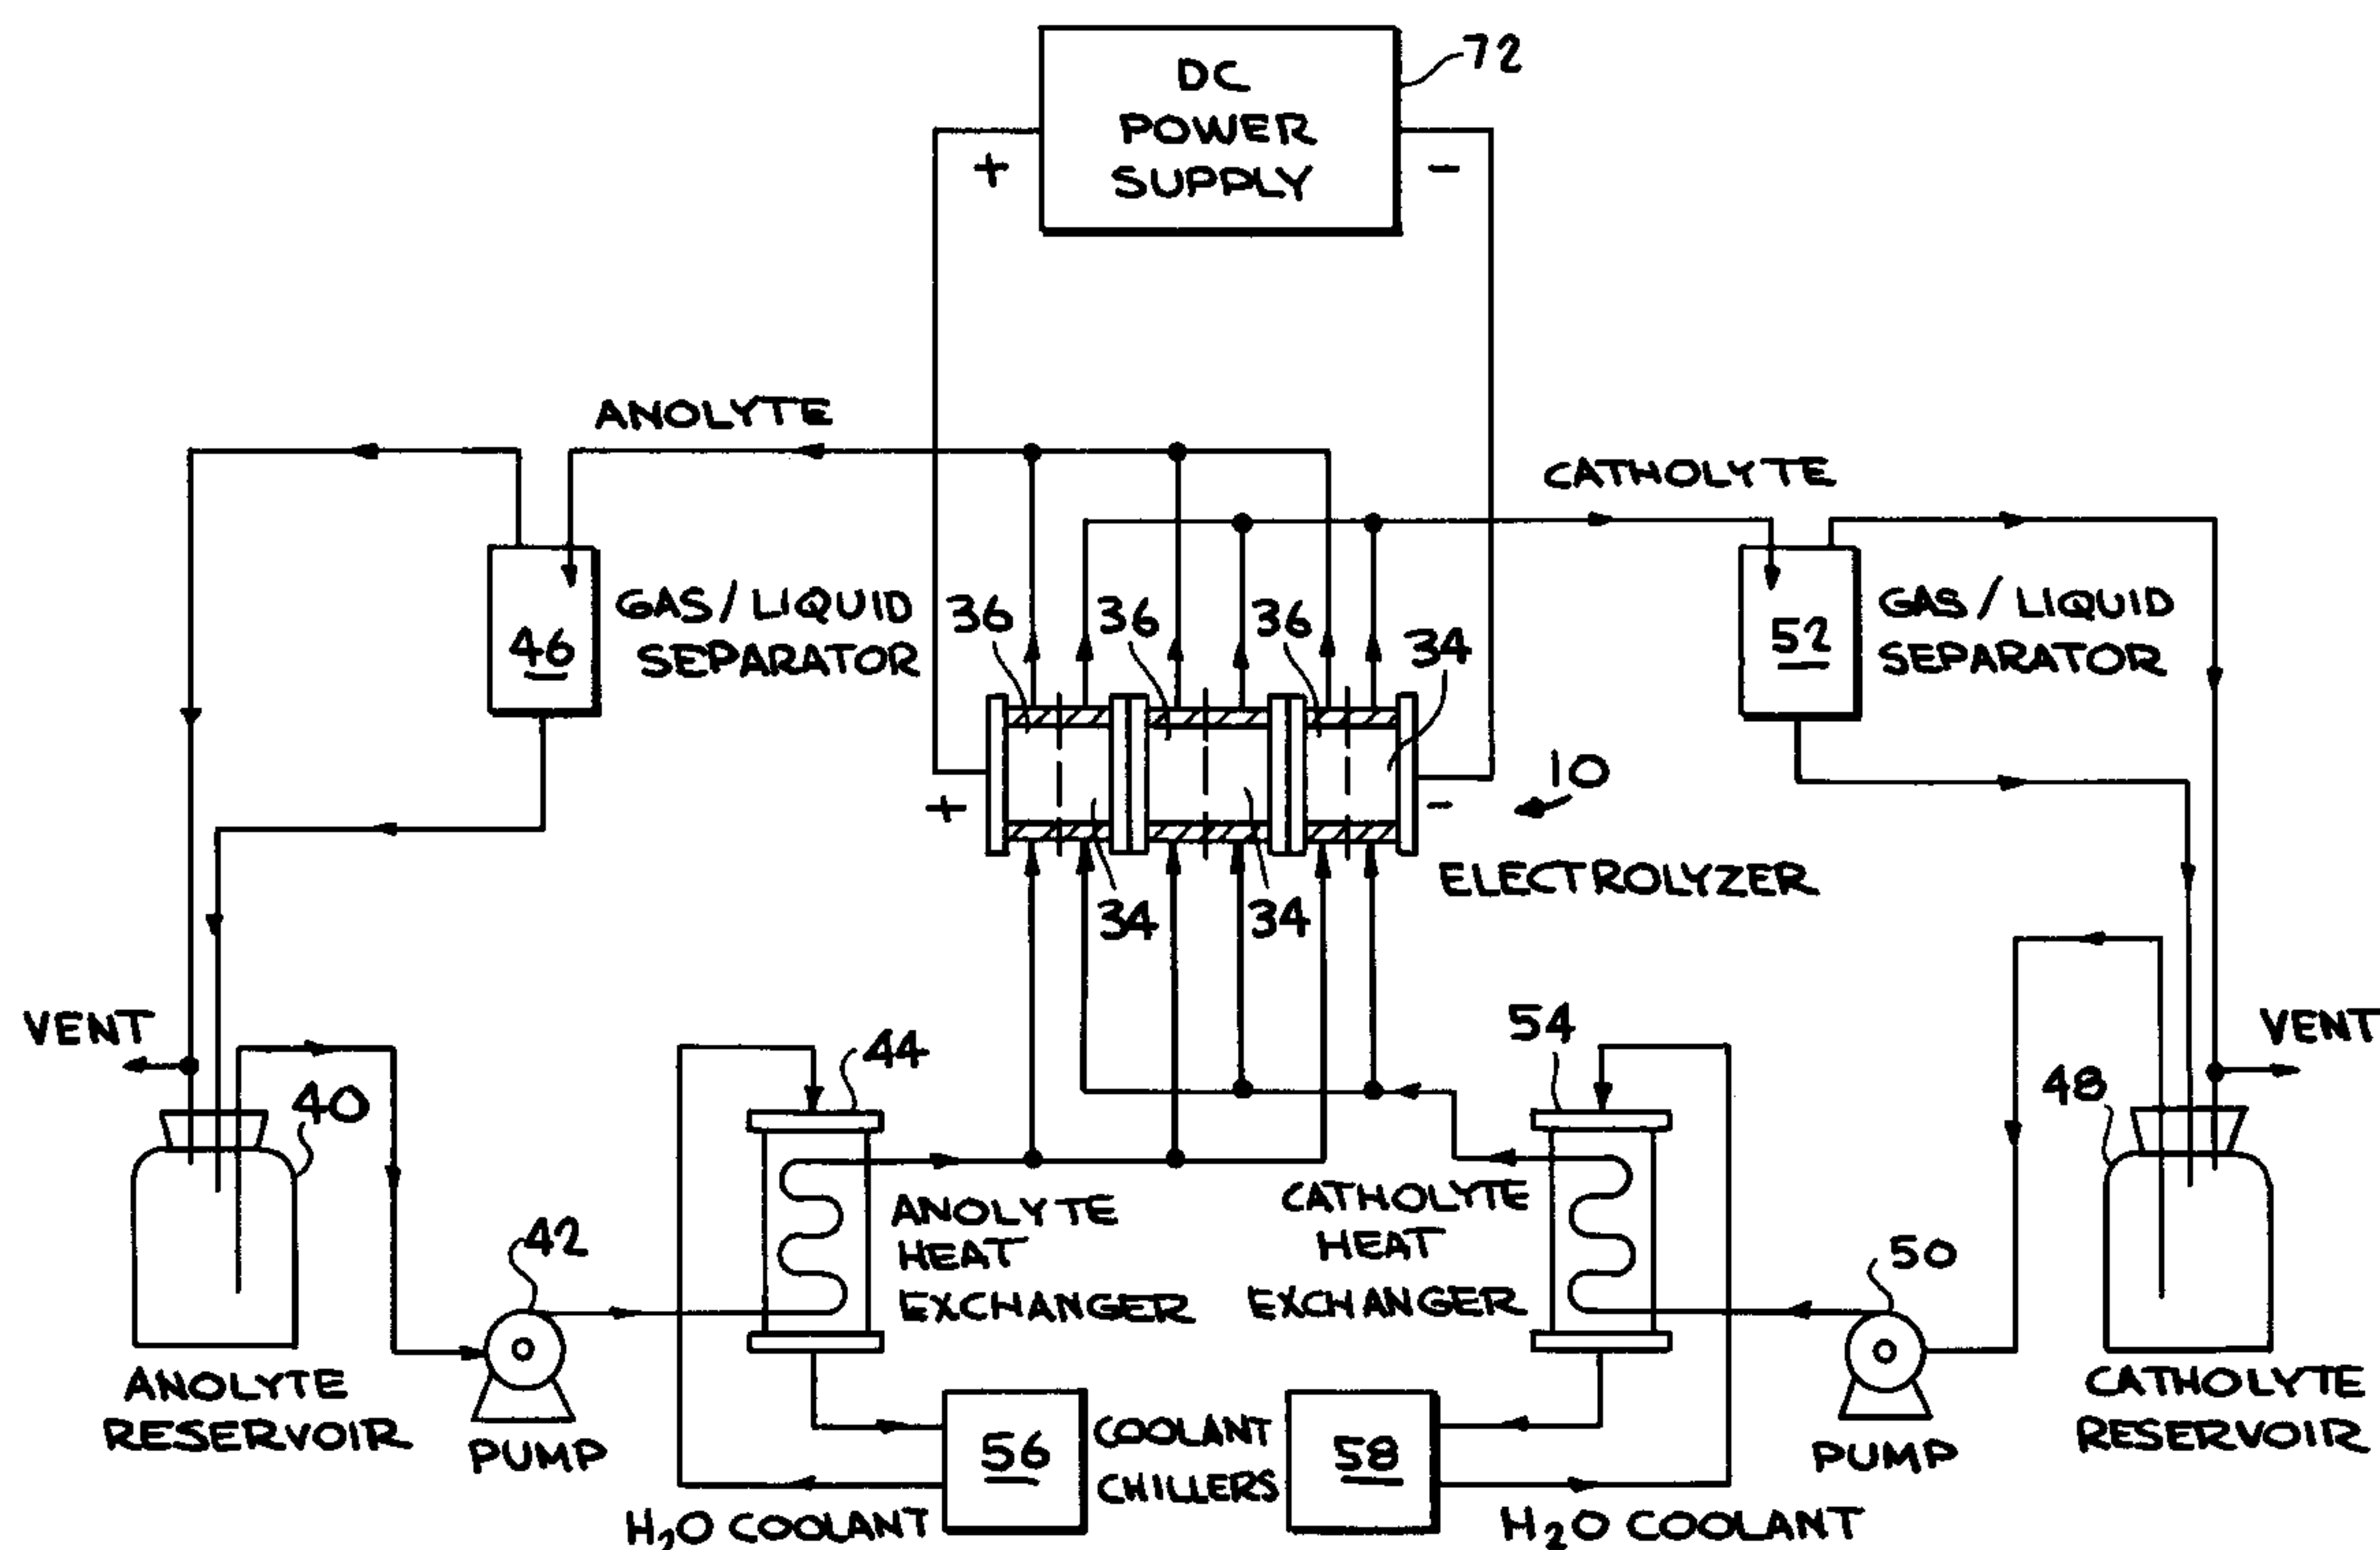 DC
POWER
SUPPLY
72
+
-
ANOLYTE
CATHOLYTE
GAS/LIQUID
SEPARATOR
46
36
36
36
34
52
GAS/LIQUID
SEPARATOR
+
-
10
ELECTROLYZER
34
34
VENT
40
44
54
48
VENT
ANOLYTE
HEAT
EXCHANGER
CATHOLYTE
HEAT
EXCHANGER
42
50
ANOLYTE
RESERVOIR
PUMP
56
COOLANT
CHILLERS
58
PUMP
CATHOLYTE
RESERVOIR
H2O COOLANT
H2O COOLANT